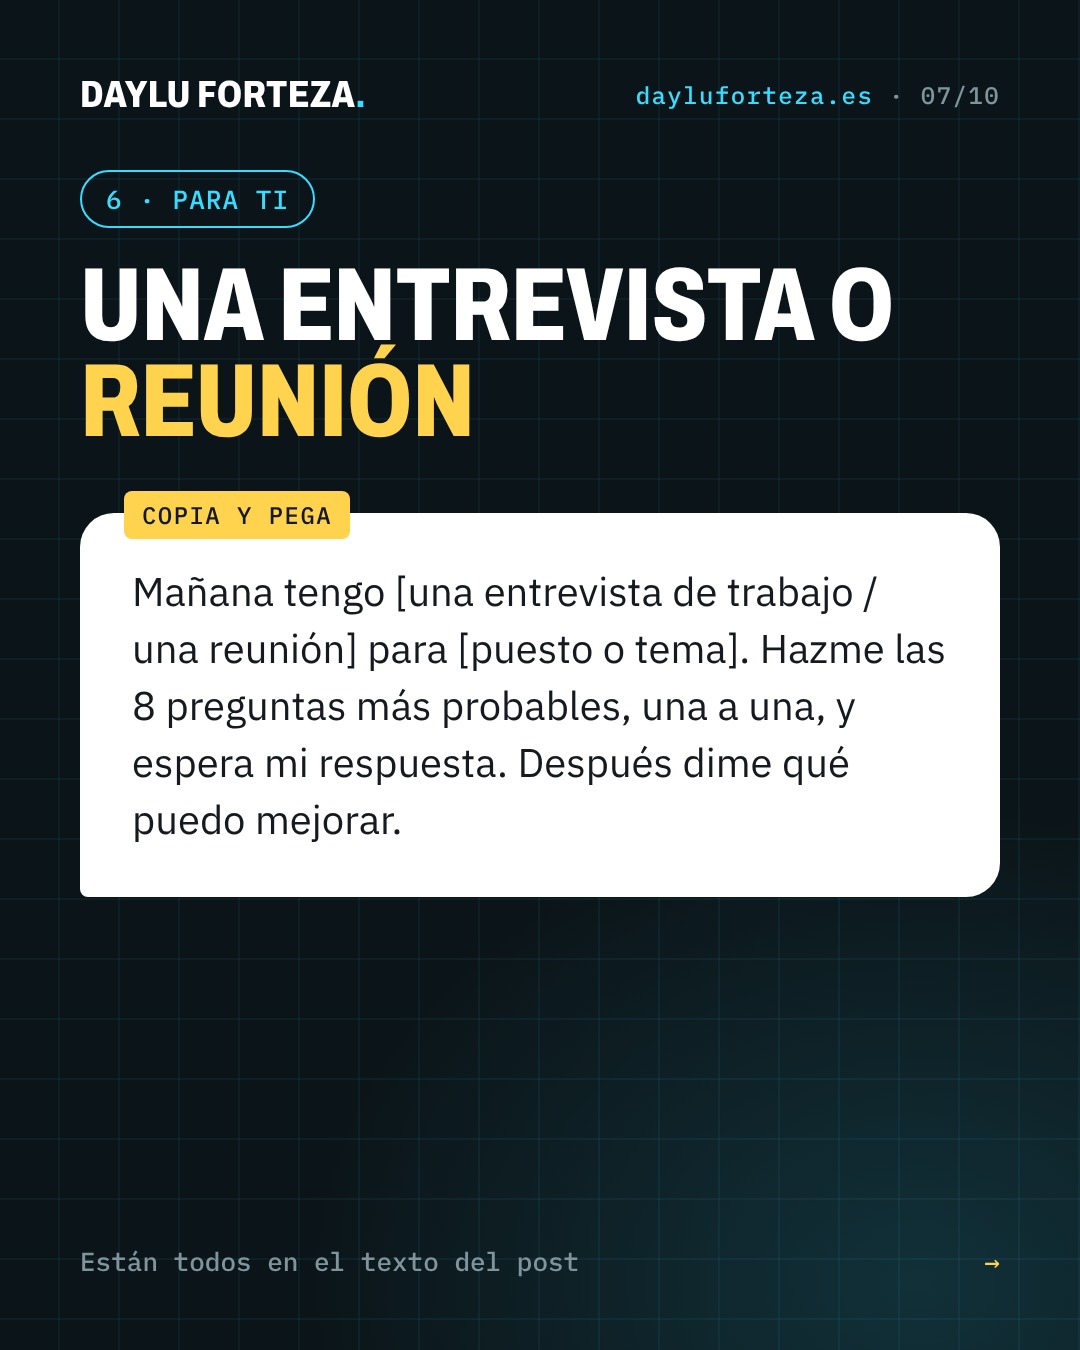 DAYLU FORTEZA.
dayluforteza.es · 07/10
6 · PARA TI
UNA ENTREVISTA O
REUNIÓN
COPIA Y PEGA
Mañana tengo [una entrevista de trabajo /
una reunión] para [puesto o tema]. Hazme las
8 preguntas más probables, una a una, y
espera mi respuesta. Después dime qué
puedo mejorar.
Están todos en el texto del post
→